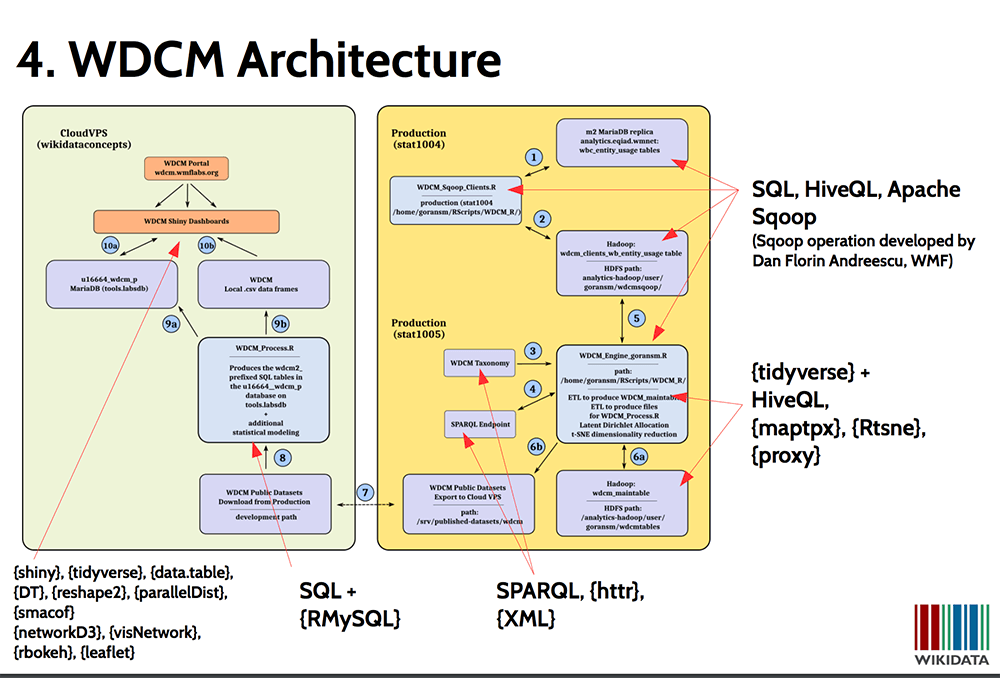 4. WDCM Architecture
CloudVPS
(wikidataconcepts)
WDCM Portal
wdcm.wmflabs.org
WDCM Shiny Dashboards
10a
10b
u16664_wdcm_p
MariaDB (tools.labsdb)
WDCM
Local .csv data frames
9a
9b
WDCM_Process.R
Produces the wdcm2_
prefixed SQL tables in
the u16664__wdcm_p
database on
tools.labsdb
+
additional
statistical modeling
8
WDCM Public Datasets
Download from Production
development path
7
Production
(stat1004)
m2 MariaDB replica
analytics.eqiad.wmnet:
wbc_entity_usage tables
1
WDCM_Sqoop_Clients.R
production (stat1004
/home/goransm/RScripts/WDCM_R/)
2
Hadoop:
wdcm_clients_wb_entity_usage table
HDFS path:
analytics-hadoop/user/
goransm/wdcmsqoop/
5
Production
(stat1005)
WDCM Taxonomy
3
4
SPARQL Endpoint
WDCM_Engine_goransm.R
path:
/home/goransm/RScripts/WDCM_R/
ETL to produce WDCM_maintable
ETL to produce files
for WDCM_Process.R
Latent Dirichlet Allocation
t-SNE dimensionality reduction
6b
6a
WDCM Public Datasets
Export to Cloud VPS
path:
/srv/published-datasets/wdcm
Hadoop:
wdcm_maintable
HDFS path:
/analytics-hadoop/user/
goransm/wdcmtables
SQL, HiveQL, Apache
Sqoop
(Sqoop operation developed by
Dan Florin Andreescu, WMF)
{tidyverse} +
HiveQL,
{maptpx}, {Rtsne},
{proxy}
{shiny}, {tidyverse}, {data.table},
{DT}, {reshape2}, {parallelDist},
{smacof}
{networkD3}, {visNetwork},
{rbokeh}, {leaflet}
SQL +
{RMySQL}
SPARQL, {httr},
{XML}
WIKIDATA